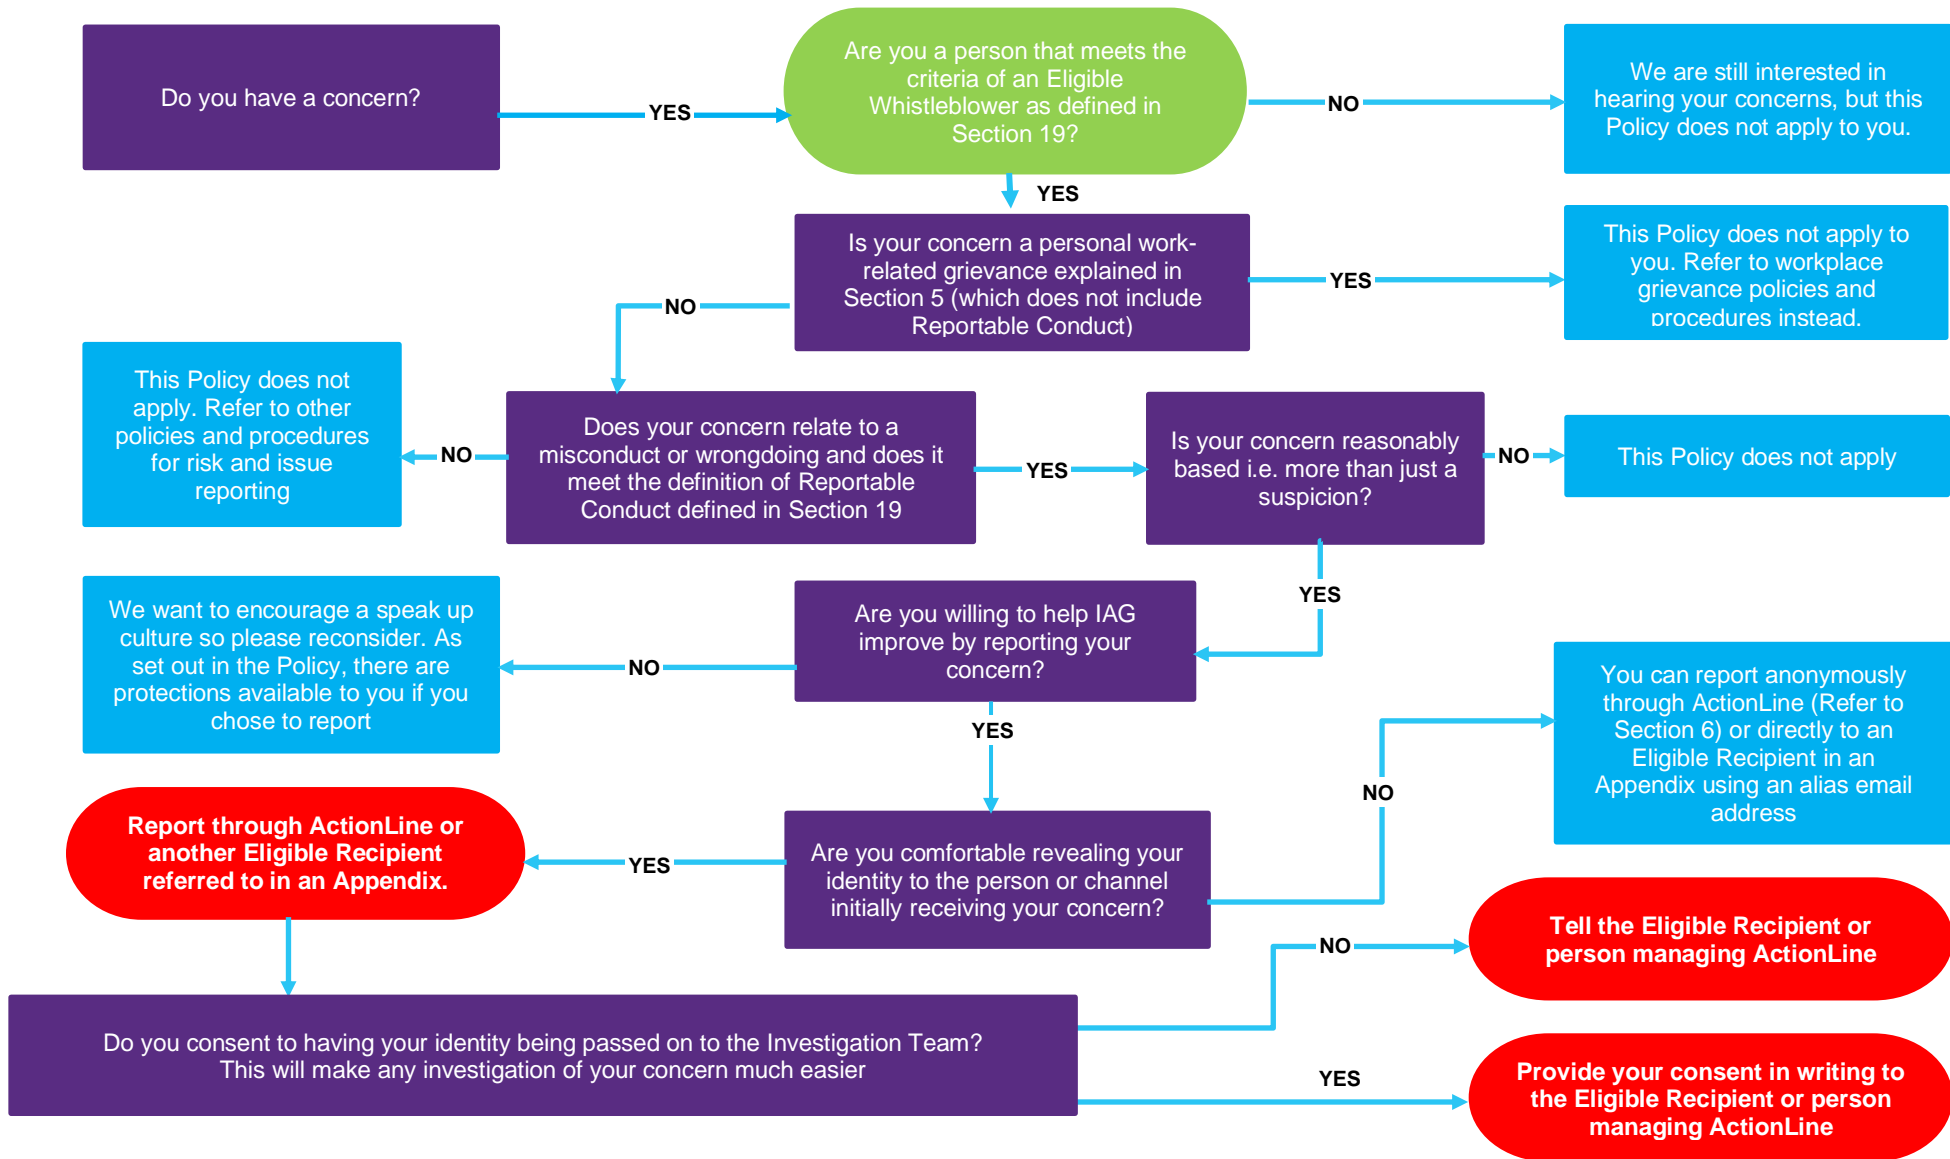 Do you have a concern?
YES
Are you a person that meets the
criteria of an Eligible
Whistleblower as defined in
Section 19?
NO
We are still interested in
hearing your concerns, but this
Policy does not apply to you.
YES
Is your concern a personal work-
related grievance explained in
Section 5 (which does not include
Reportable Conduct)
YES
This Policy does not apply to
you. Refer to workplace
grievance policies and
procedures instead.
NO
This Policy does not
apply. Refer to other
policies and procedures
for risk and issue
reporting
NO
Does your concern relate to a
misconduct or wrongdoing and does it
meet the definition of Reportable
Conduct defined in Section 19
YES
Is your concern reasonably
based i.e. more than just a
suspicion?
NO
This Policy does not apply
YES
We want to encourage a speak up
culture so please reconsider. As
set out in the Policy, there are
protections available to you if you
chose to report
NO
Are you willing to help IAG
improve by reporting your
concern?
YES
You can report anonymously
through ActionLine (Refer to
Section 6) or directly to an
Eligible Recipient in an
Appendix using an alias email
address
NO
Report through ActionLine or
another Eligible Recipient
referred to in an Appendix.
YES
Are you comfortable revealing your
identity to the person or channel
initially receiving your concern?
NO
Tell the Eligible Recipient or
person managing ActionLine
Do you consent to having your identity being passed on to the Investigation Team?
This will make any investigation of your concern much easier
YES
Provide your consent in writing to
the Eligible Recipient or person
managing ActionLine